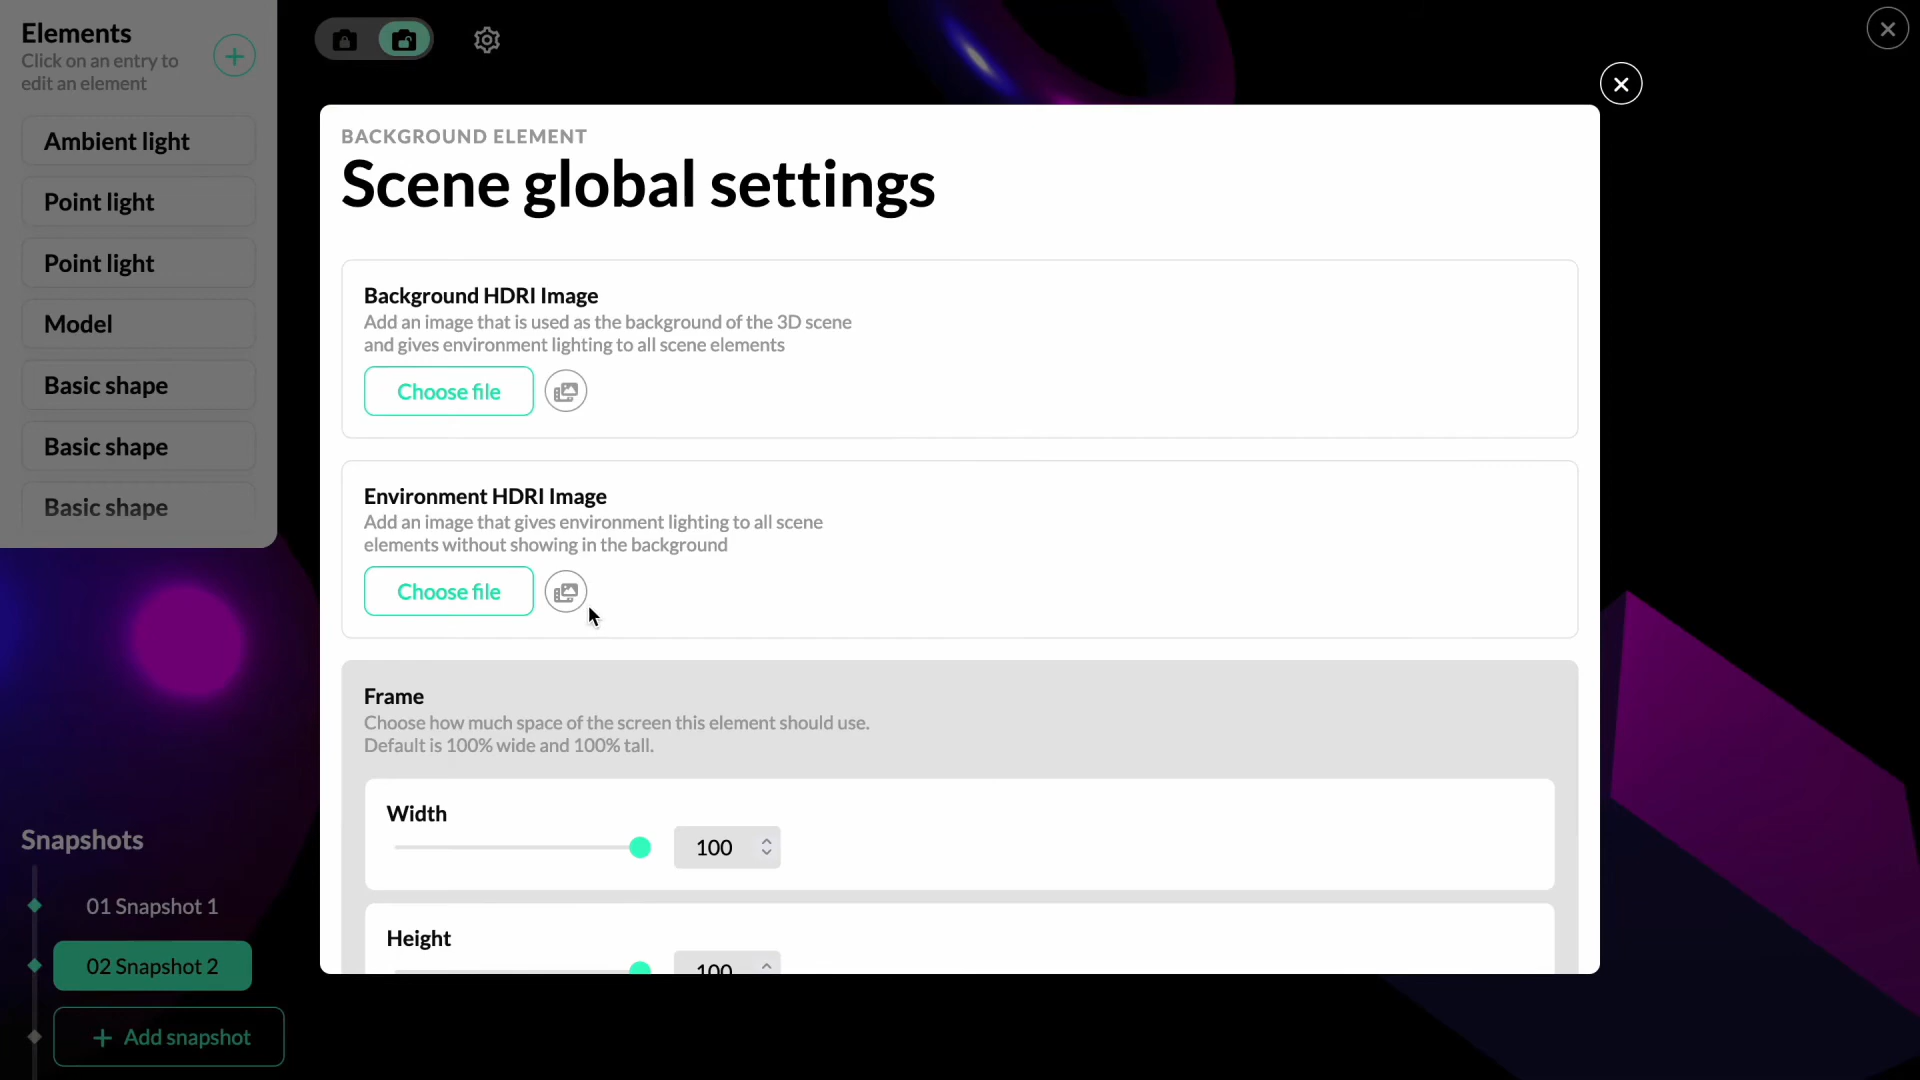 Elements
Click on an entry to
edit an element
Ambient light
Point light
Point light
Model
Basic shape
Basic shape
Basic shape
Snapshots
01 Snapshot 1
02 Snapshot 2
Add snapshot
BACKGROUND ELEMENT
Scene global settings
Background HDRI Image
Add an image that is used as the background of the 3D scene
and gives environment lighting to all scene elements
Choose file
Environment HDRI Image
Add an image that gives environment lighting to all scene
elements without showing in the background
Choose file
Frame
Choose how much space of the screen this element should use.
Default is 100% wide and 100% tall.
Width
100
Height
100